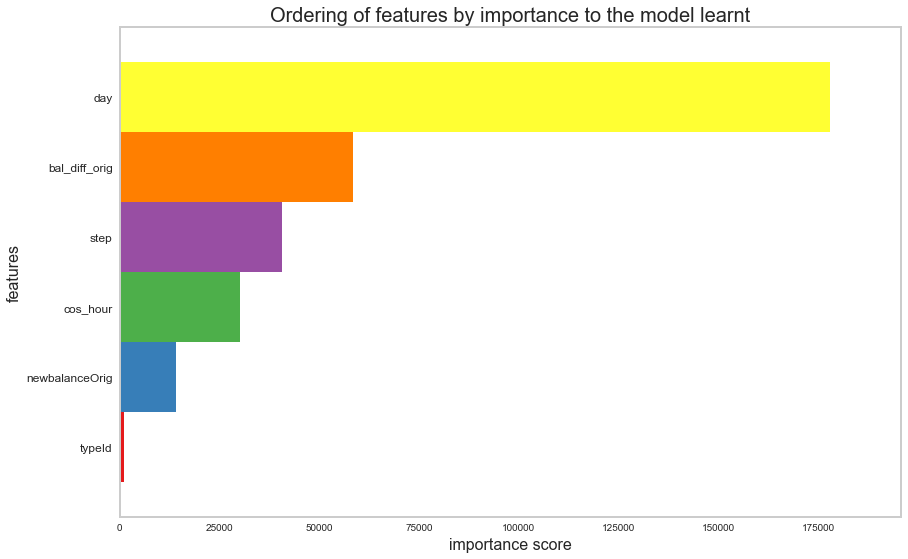 Ordering of features by importance to the model learnt
day
bal_diff_orig
step
cos_hour
newbalanceOrig
typeId
features
0 25000 50000 75000 100000 125000 150000 175000
importance score